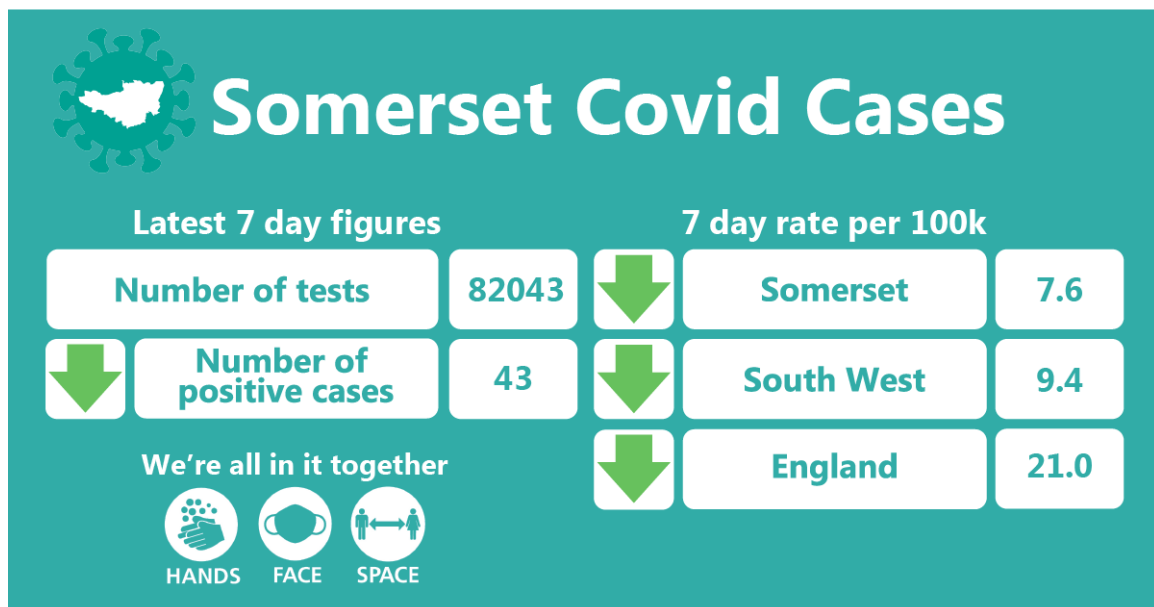 Somerset Covid Cases
Latest 7 day figures
Number of tests
82043
Number of
positive cases
43
We're all in it together
HANDS
FACE
SPACE
7 day rate per 100k
Somerset
7.6
South West
9.4
England
21.0